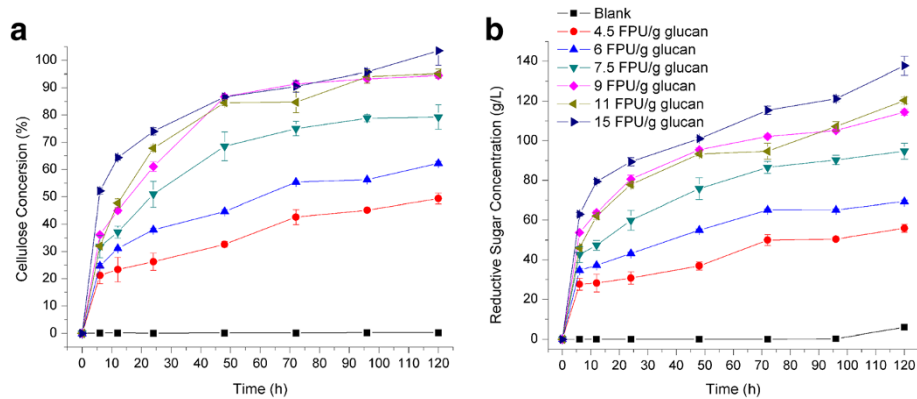 a
Cellulose Concersion (%)
100
90
80
70
60
50
40
30
20
10
0
0 10 20 30 40 50 60 70 80 90 100 110 120
Time (h)
b
Blank
4.5 FPU/g glucan
6 FPU/g glucan
7.5 FPU/g glucan
9 FPU/g glucan
11 FPU/g glucan
15 FPU/g glucan
Reductive Sugar Concentration (g/L)
140
120
100
80
60
40
20
0
0 10 20 30 40 50 60 70 80 90 100 110 120
Time (h)